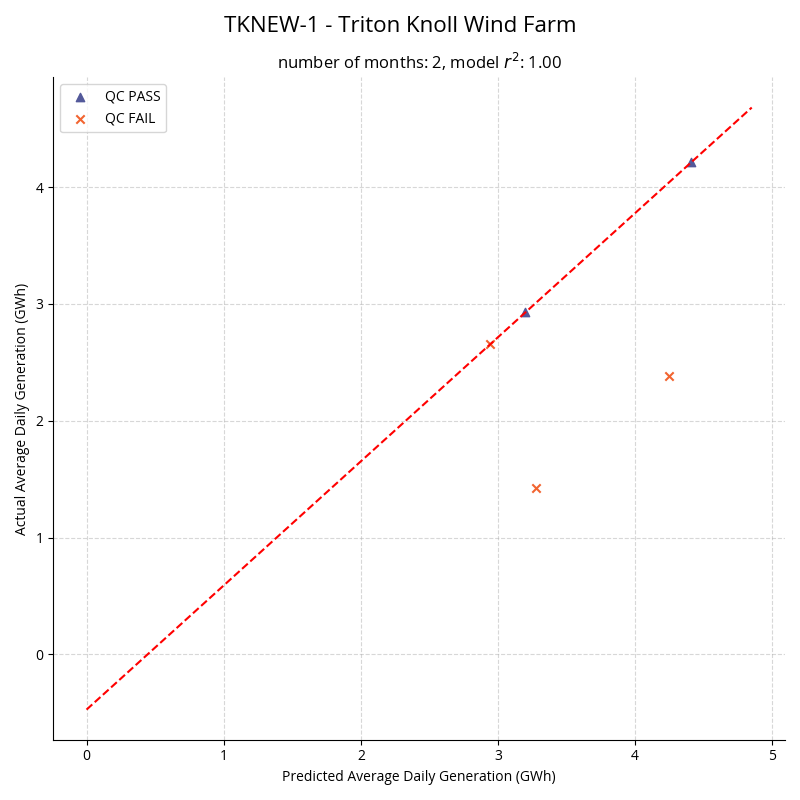 TKNEW-1 - Triton Knoll Wind Farm
number of months: 2, model r²: 1.00
QC PASS
QC FAIL
4
3
2
1
0
Actual Average Daily Generation (GWh)
0 1 2 3 4 5
Predicted Average Daily Generation (GWh)